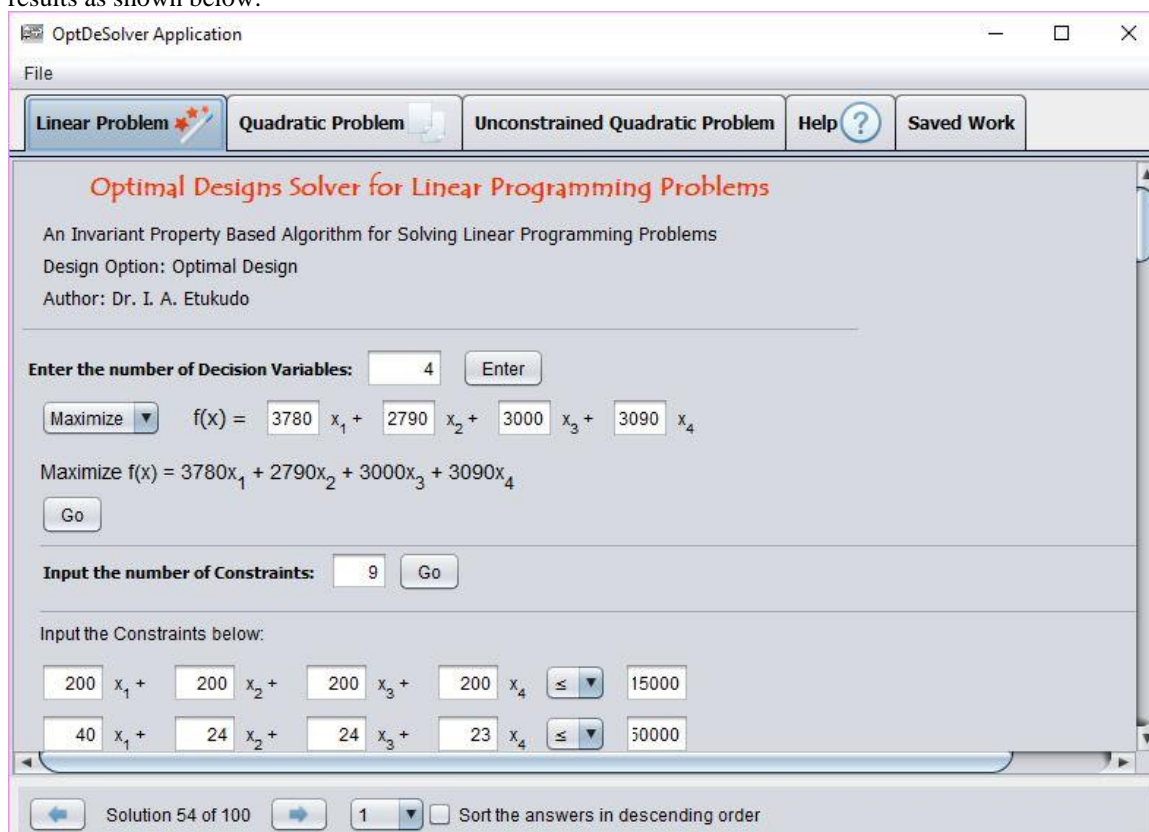 results as shown below.
OptDeSolver Application
File
Linear Problem Quadratic Problem Unconstrained Quadratic Problem Help ? Saved Work
Optimal Designs Solver for Linear Programming Problems
An Invariant Property Based Algorithm for Solving Linear Programming Problems
Design Option: Optimal Design
Author: Dr. I. A. Etukudo
Enter the number of Decision Variables: 4 Enter
Maximize f(x) = 3780 x1 + 2790 x2 + 3000 x3 + 3090 x4
Maximize f(x) = 3780x1 + 2790x2 + 3000x3 + 3090x4
Go
Input the number of Constraints: 9 Go
Input the Constraints below:
200 x1 + 200 x2 + 200 x3 + 200 x4 ≤ 15000
40 x1 + 24 x2 + 24 x3 + 23 x4 ≤
Solution 54 of 100 1 Sort the answers in descending order